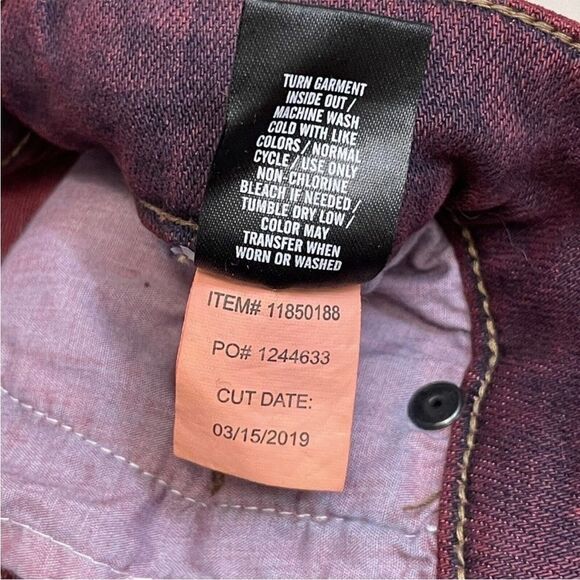 TURN GARMENT
INSIDE OUT /
MACHINE WASH
COLD WITH LIKE
COLORS / NORMAL
CYCLE / USE ONLY
NON-CHLORINE
BLEACH IF NEEDED /
TUMBLE DRY LOW /
COLOR MAY
TRANSFER WHEN
WORN OR WASHED
ITEM# 11850188
PO# 1244633
CUT DATE:
03/15/2019